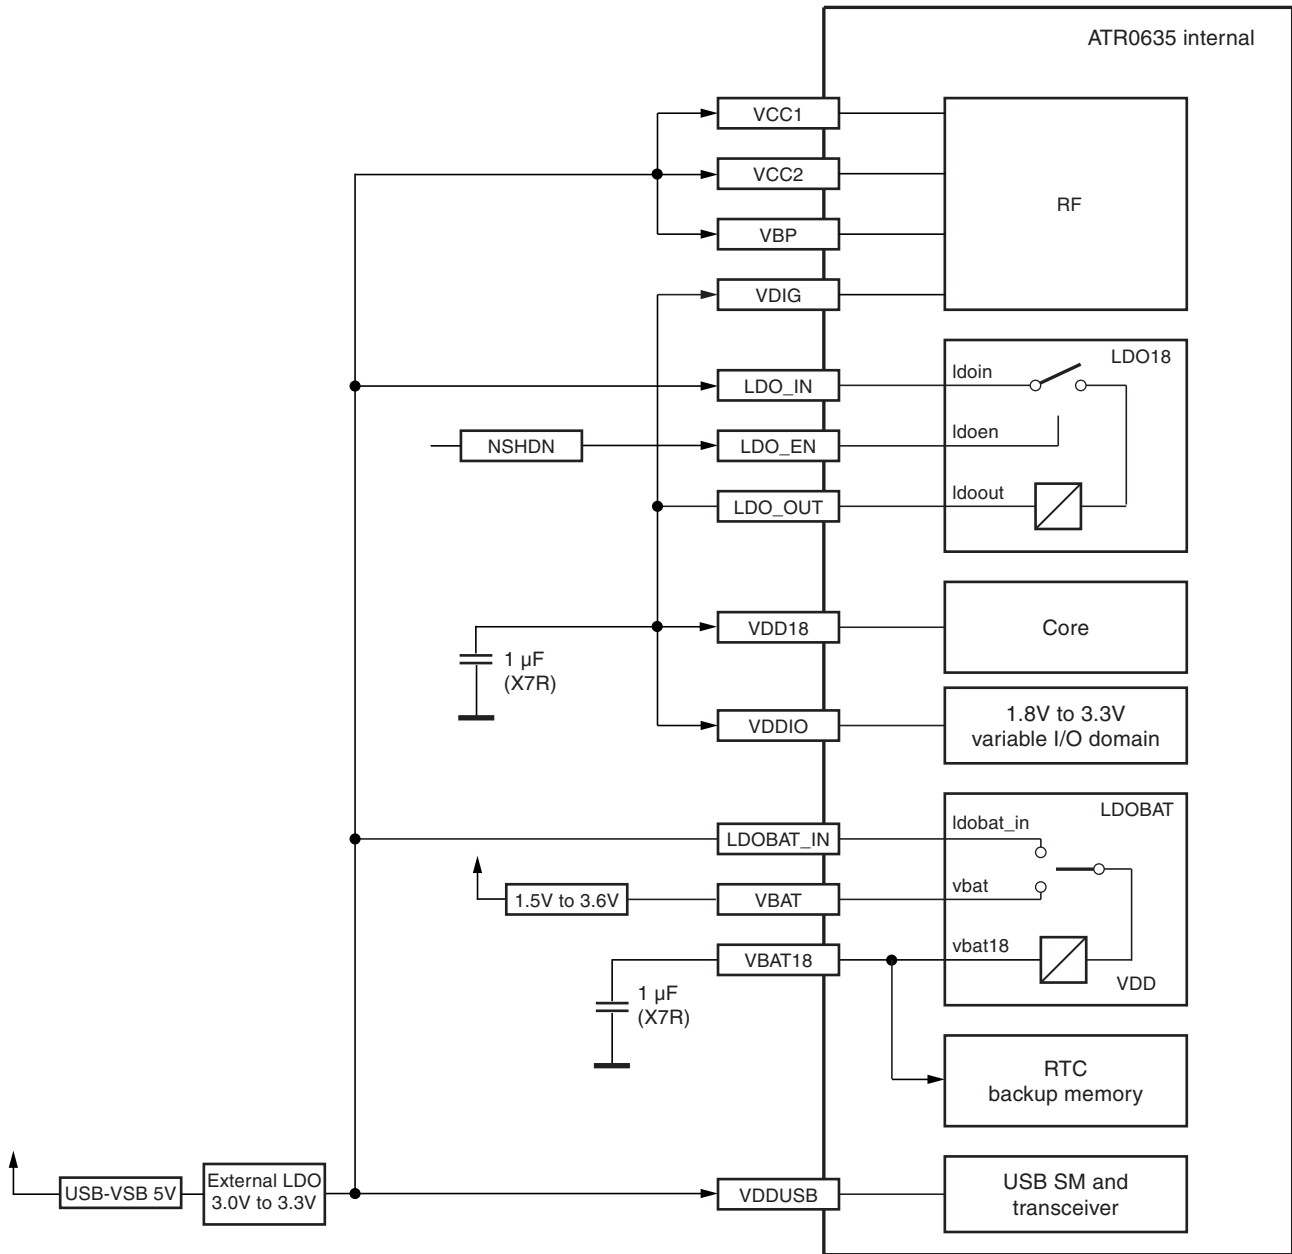 ATR0635 internal
VCC1
VCC2
RF
VBP
VDIG
LDO18
ldoin
LDO_IN
ldoen
NSHDN
LDO_EN
ldoout
LDO_OUT
VDD18
Core
1 µF
(X7R)
1.8V to 3.3V
variable I/O domain
VDDIO
LDOBAT
ldobat_in
LDOBAT_IN
vbat
1.5V to 3.6V
VBAT
vbat18
VBAT18
VDD
1 µF
(X7R)
RTC
backup memory
USB-VSB 5V
External LDO
3.0V to 3.3V
VDDUSB
USB SM and
transceiver